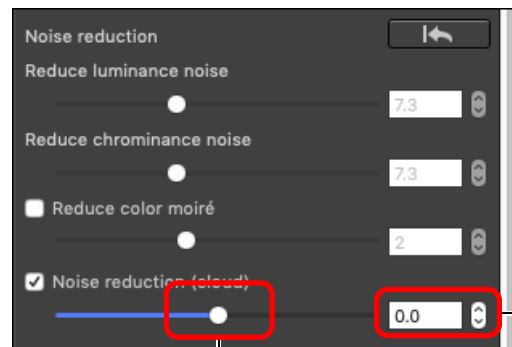 Noise reduction
Reduce luminance noise
7.3
Reduce chrominance noise
7.3
Reduce color moiré
2
Noise reduction (cloud)
0.0